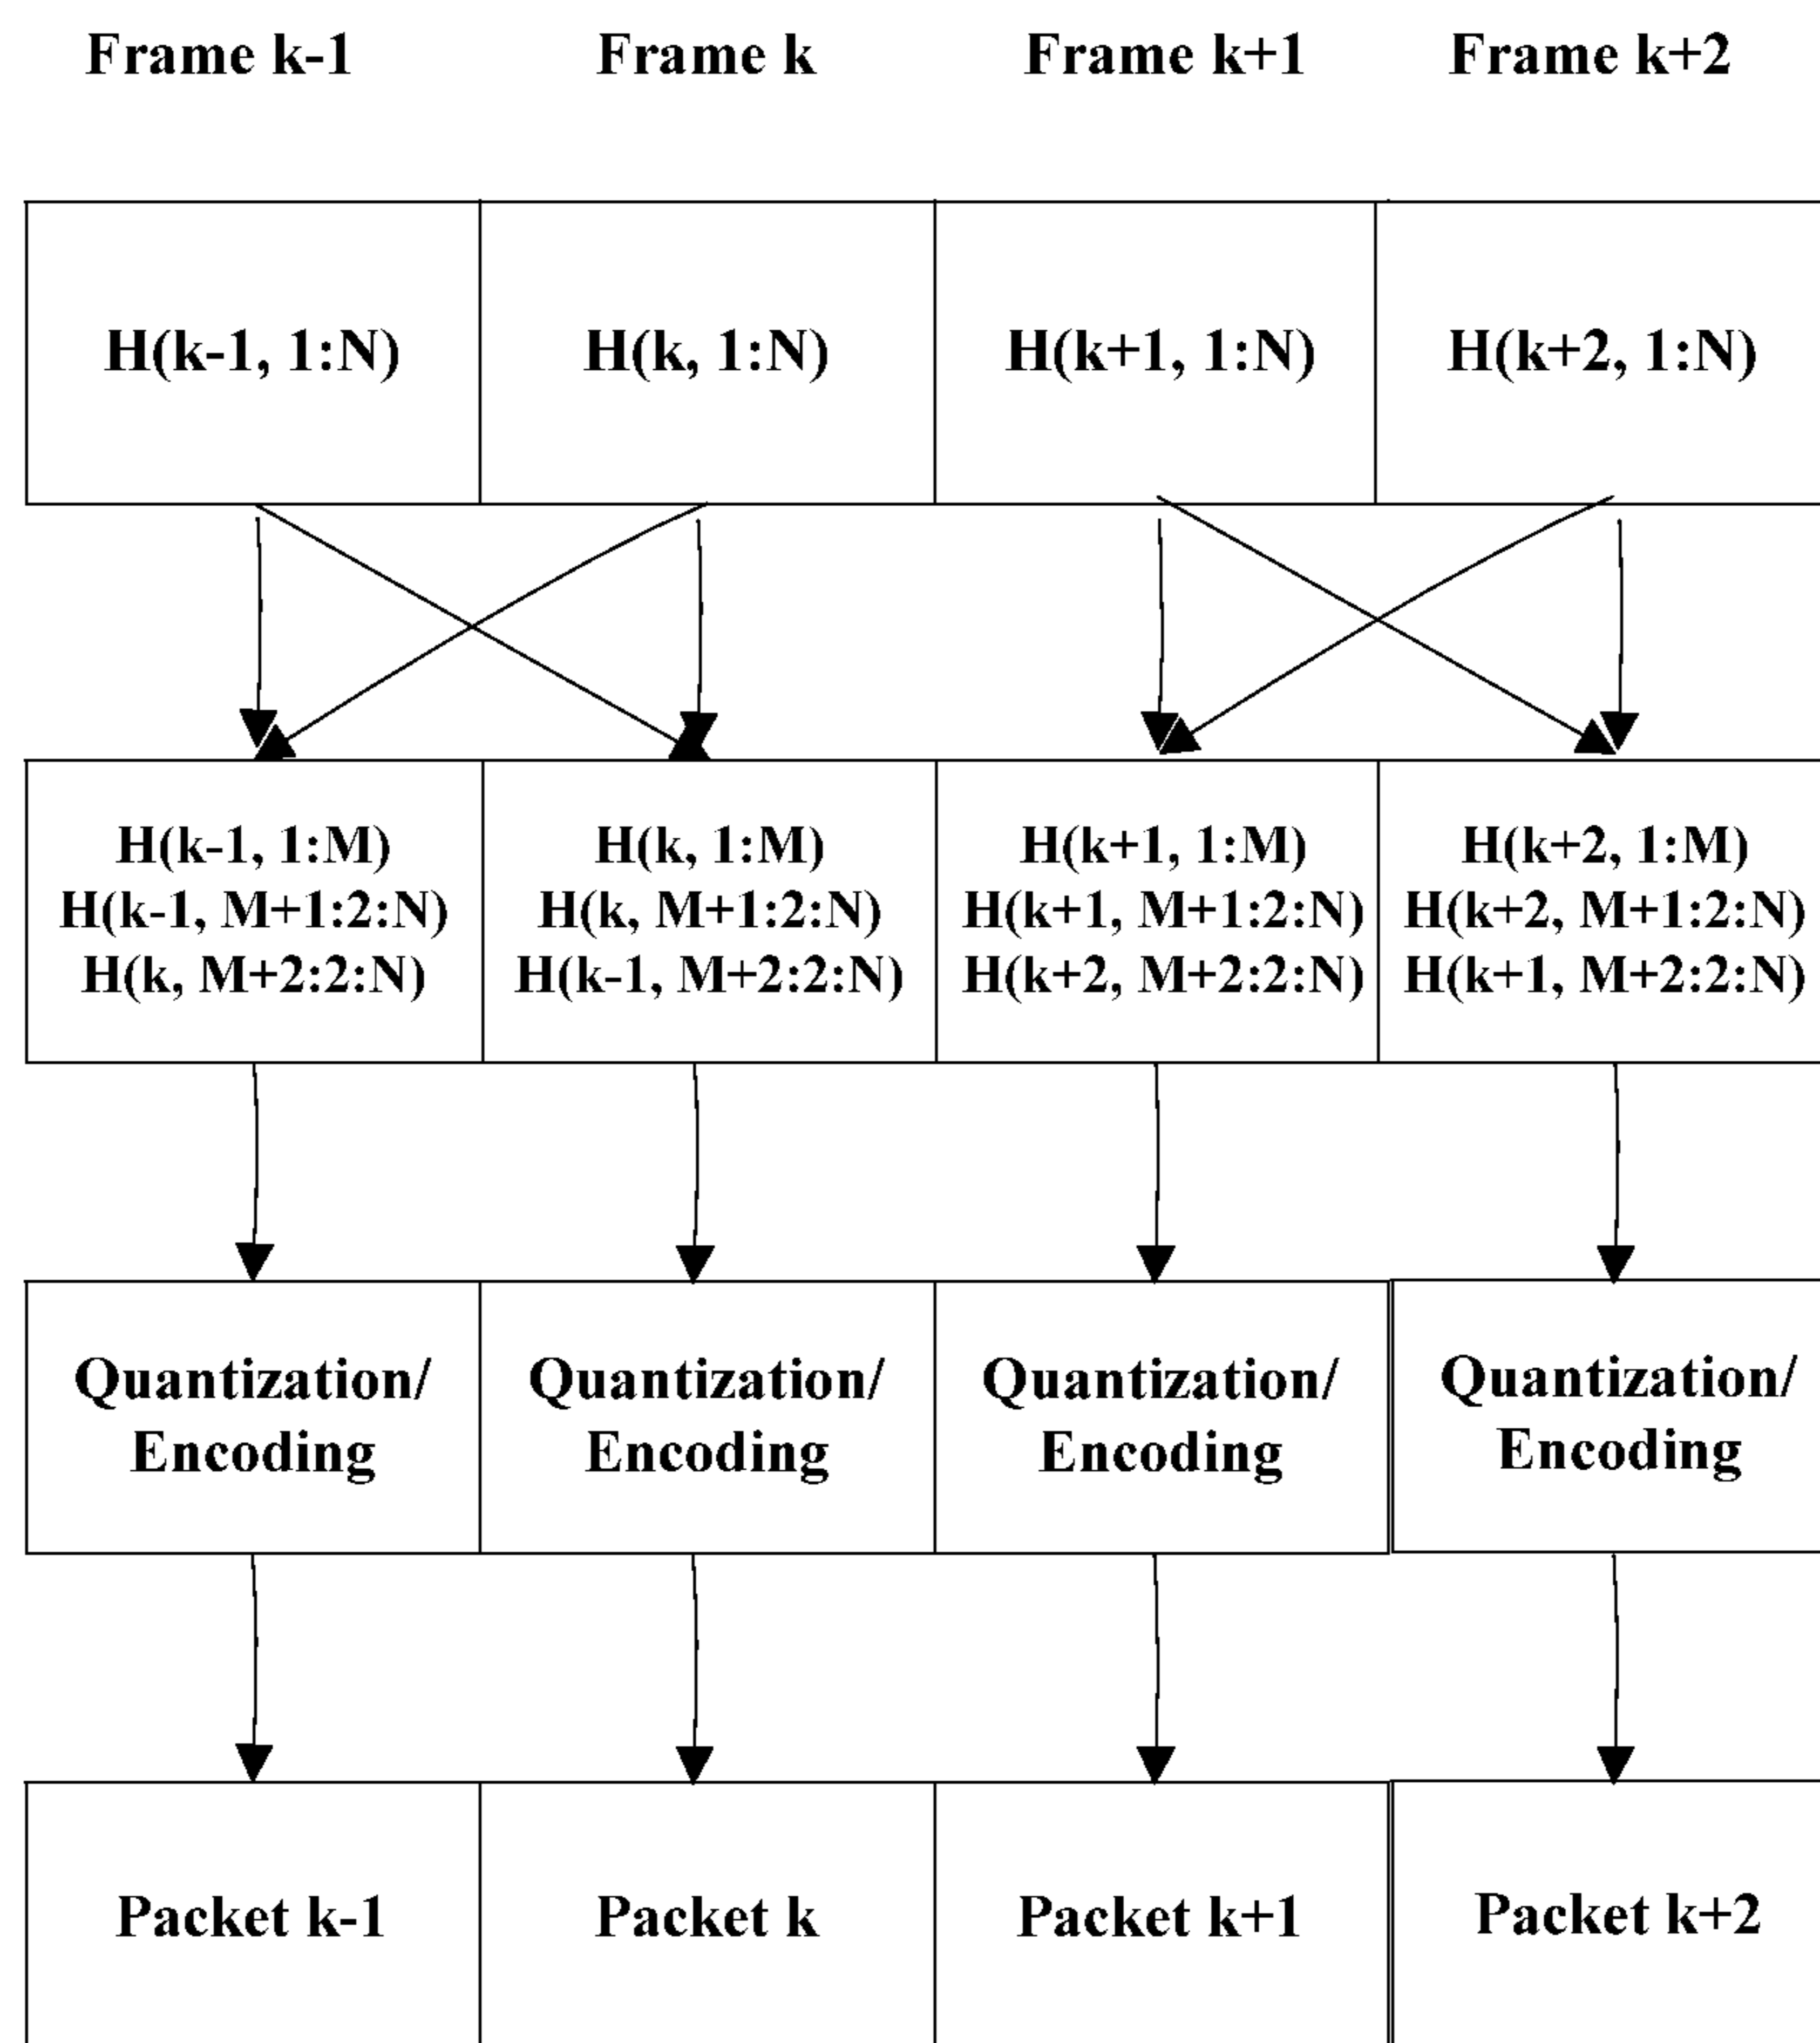 Frame k-1 Frame k Frame k+1 Frame k+2
H(k-1, 1:N) H(k, 1:N) H(k+1, 1:N) H(k+2, 1:N)
H(k-1, 1:M)
H(k-1, M+1:2:N)
H(k, M+2:2:N)
H(k, 1:M)
H(k, M+1:2:N)
H(k-1, M+2:2:N)
H(k+1, 1:M)
H(k+1, M+1:2:N)
H(k+2, M+2:2:N)
H(k+2, 1:M)
H(k+2, M+1:2:N)
H(k+1, M+2:2:N)
Quantization/
Encoding
Quantization/
Encoding
Quantization/
Encoding
Quantization/
Encoding
Packet k-1 Packet k Packet k+1 Packet k+2